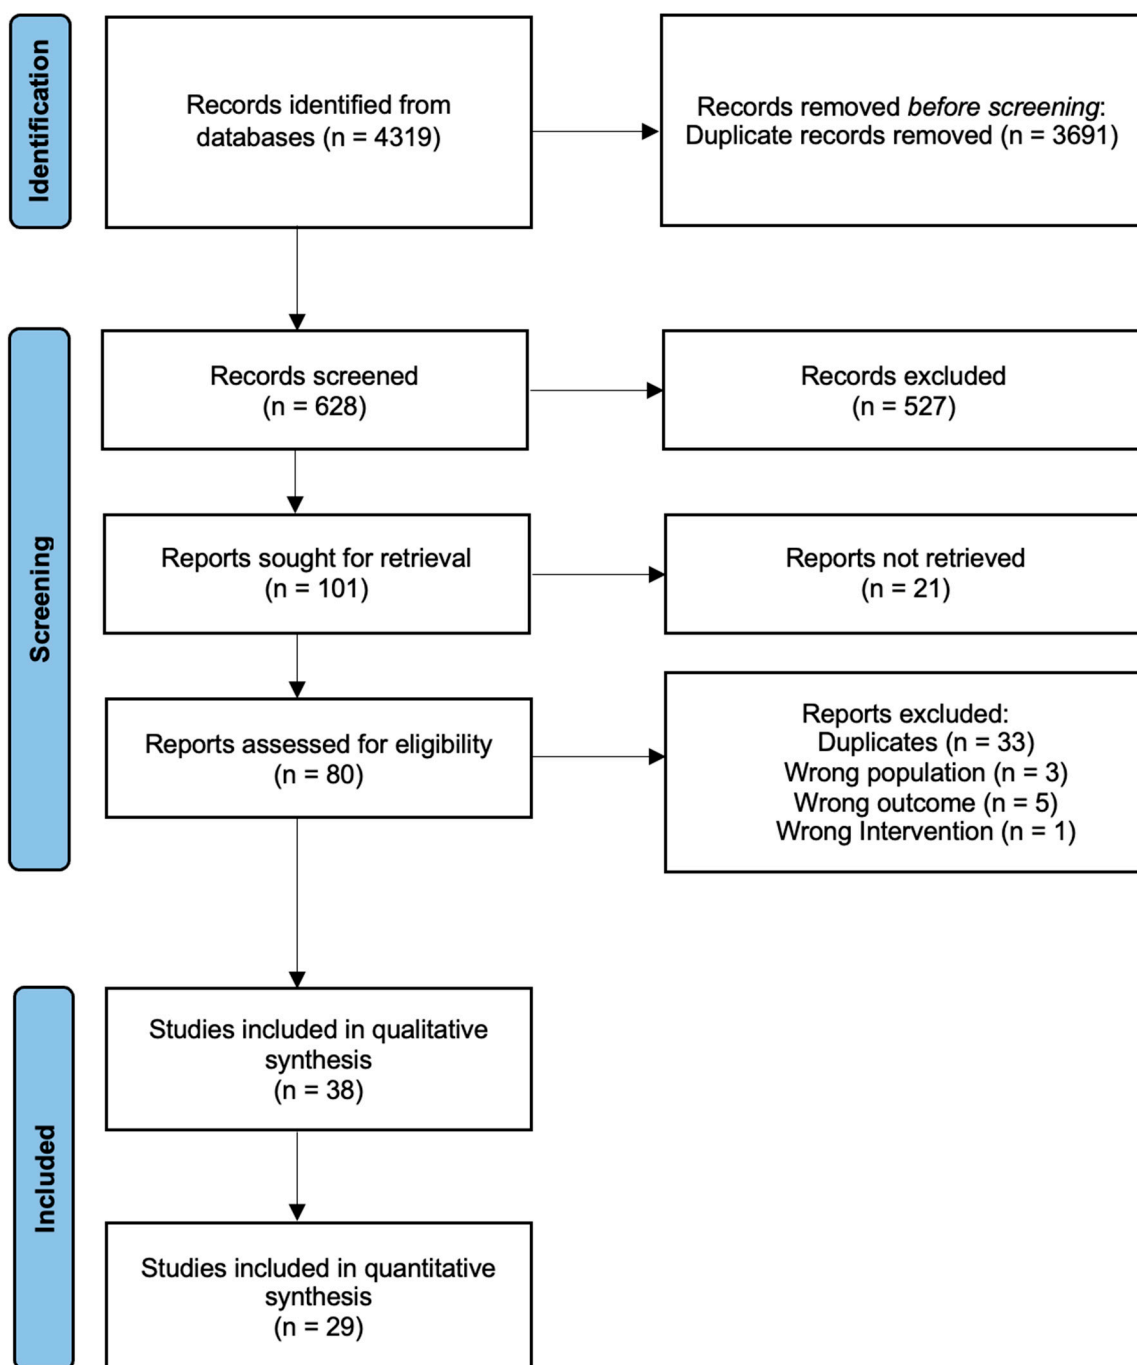 Identification
Records identified from
databases (n = 4319)
Records removed before screening:
Duplicate records removed (n = 3691)
Screening
Records screened
(n = 628)
Records excluded
(n = 527)
Reports sought for retrieval
(n = 101)
Reports not retrieved
(n = 21)
Reports assessed for eligibility
(n = 80)
Reports excluded:
Duplicates (n = 33)
Wrong population (n = 3)
Wrong outcome (n = 5)
Wrong Intervention (n = 1)
Included
Studies included in qualitative
synthesis
(n = 38)
Studies included in quantitative
synthesis
(n = 29)